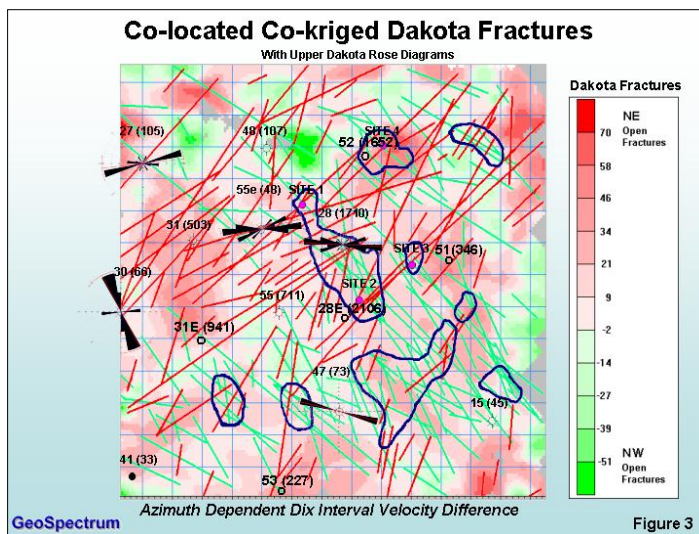 Co-located Co-kriged Dakota Fractures
With Upper Dakota Rose Diagrams
Dakota Fractures
NE
Open
Fractures
70
58
46
34
22
9
-2
-14
-27
-39
-51
NW
Open
Fractures
27 (105)
48 (107)
SITE 4
52 (1652)
55e (48)
SITE 1
28 (1710)
31 (503)
SITE 3
51 (346)
30 (66)
SITE 2
55 (711)
28E (2106)
31E (941)
47 (73)
15 (45)
41 (33)
53 (227)
Azimuth Dependent Dix Interval Velocity Difference
GeoSpectrum
Figure 3